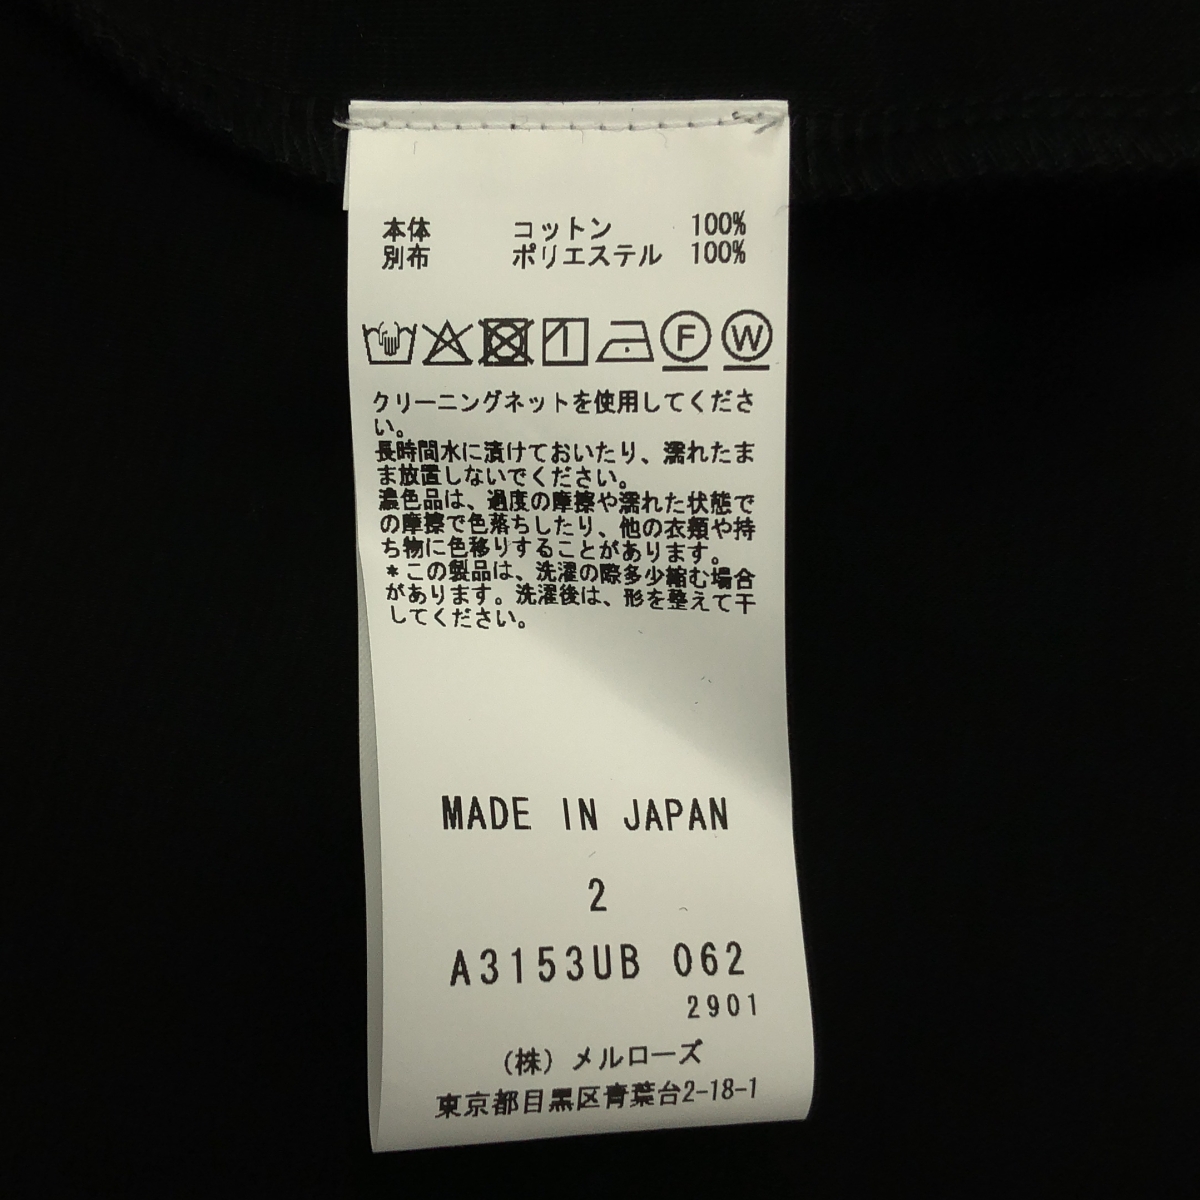 本体 コットン 100%
別布 ポリエステル 100%
F W
クリーニングネットを使用してくださ
い。
長時間水に漬けておいたり、濡れたま
ま放置しないでください。
濃色品は、過度の摩擦や濡れた状態で
の摩擦で色落ちしたり、他の衣類や持
ち物に色移りすることがあります。
*この製品は、洗濯の際多少縮む場合
があります。洗濯後は、形を整えて干
してください。
MADE IN JAPAN
2
A3153UB 062
2901
(株)メルローズ
東京都目黒区青葉台2-18-1